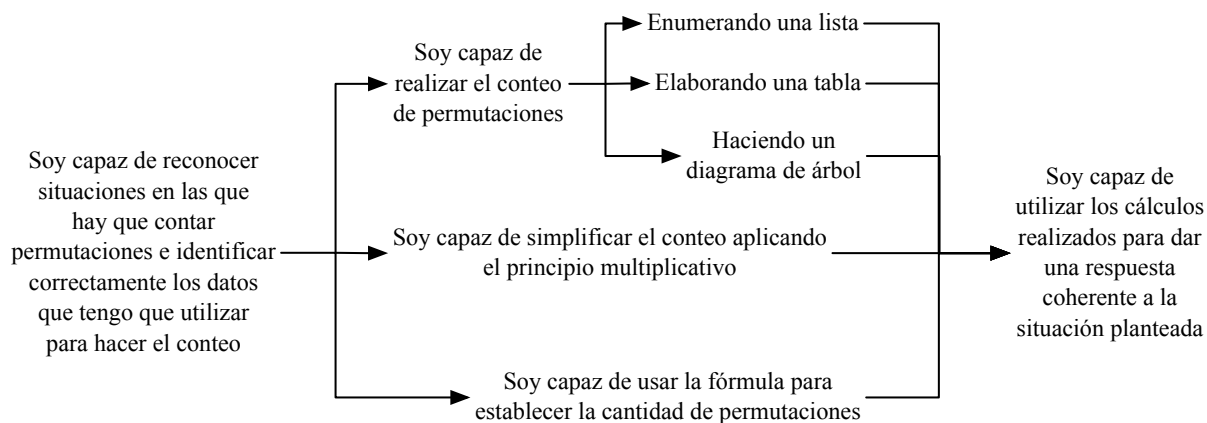 Soy capaz de reconocer
situaciones en las que
hay que contar
permutaciones e identificar
correctamente los datos
que tengo que utilizar
para hacer el conteo
Soy capaz de
realizar el conteo
de permutaciones
Enumerando una lista
Elaborando una tabla
Haciendo un
diagrama de árbol
Soy capaz de simplificar el conteo aplicando
el principio multiplicativo
Soy capaz de usar la fórmula para
establecer la cantidad de permutaciones
Soy capaz de
utilizar los cálculos
realizados para dar
una respuesta
coherente a la
situación planteada